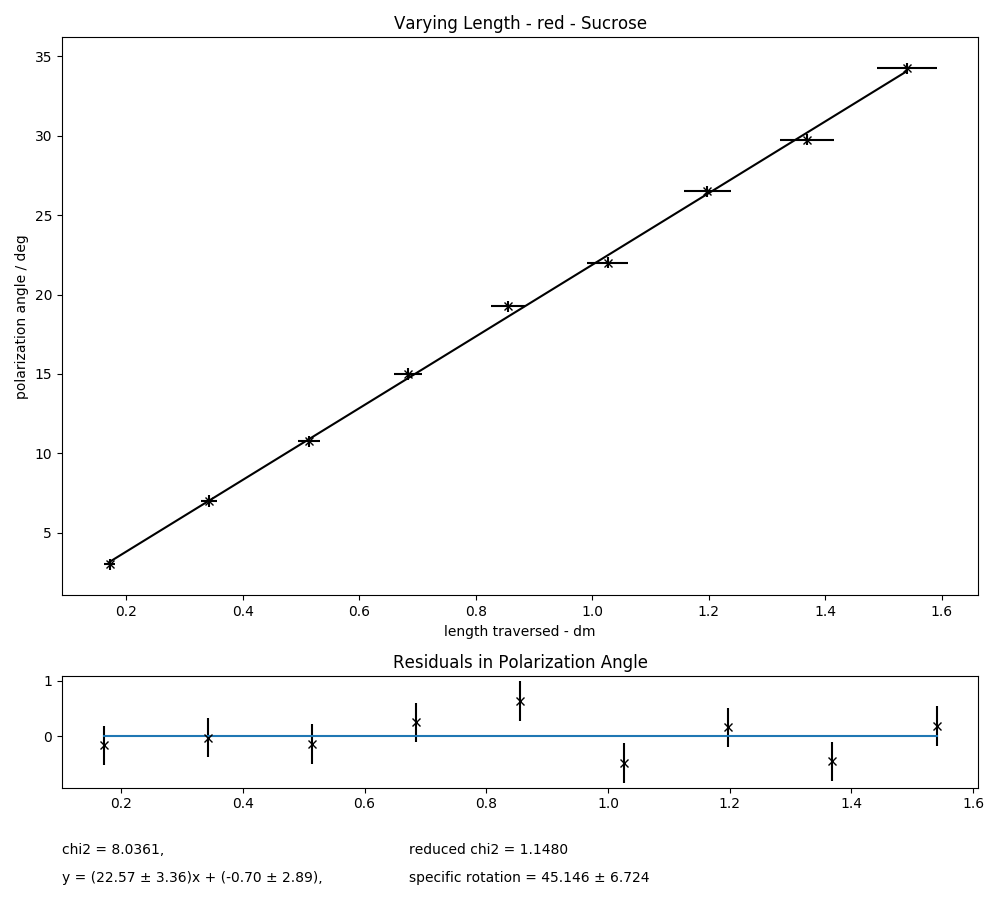 Varying Length - red - Sucrose
35
30
25
20
15
10
5
polarization angle / deg
0.2 0.4 0.6 0.8 1.0 1.2 1.4 1.6
length traversed - dm
Residuals in Polarization Angle
1
0
0.2 0.4 0.6 0.8 1.0 1.2 1.4 1.6
chi2 = 8.0361, reduced chi2 = 1.1480
y = (22.57 ± 3.36)x + (-0.70 ± 2.89), specific rotation = 45.146 ± 6.724